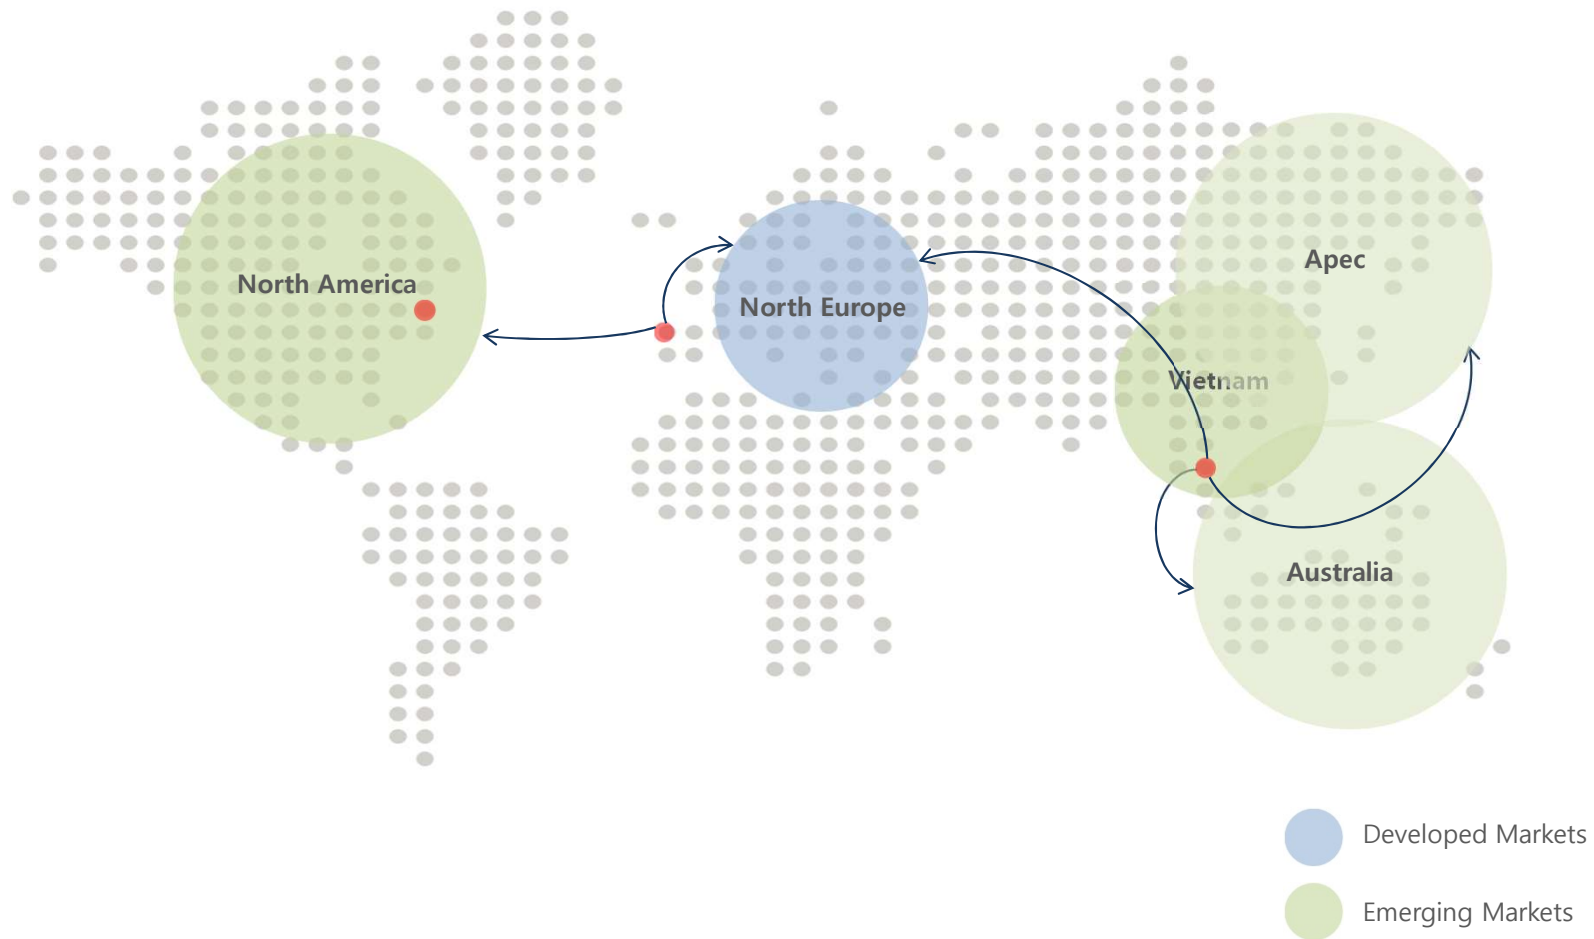 North America
North Europe
Apec
Vietnam
Australia
Developed Markets
Emerging Markets